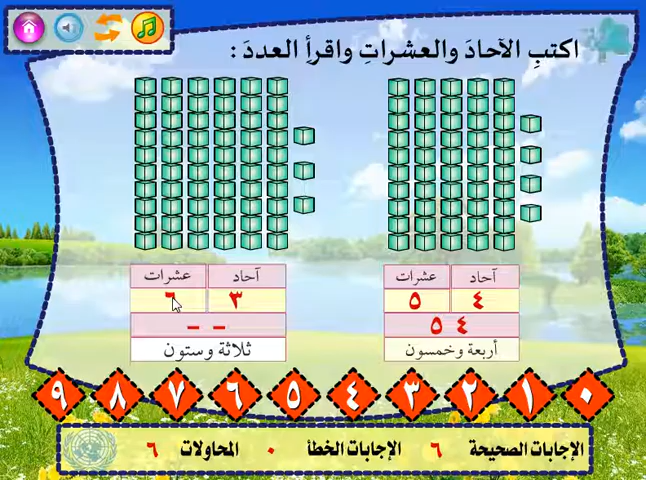 اكتبِ الآحادَ والعشراتِ واقرأِ العددَ :
آحاد عشرات
٤ ٥
٥٤
أربعة وخمسون
آحاد عشرات
٣ ٦
_ _
ثلاثة وستون
٩ ٨ ٧ ٦ ٥ ٤ ٣ ٢ ١ ٠
الإجابات الصحيحة ٦ الإجابات الخطأ ٠ المحاولات ٦